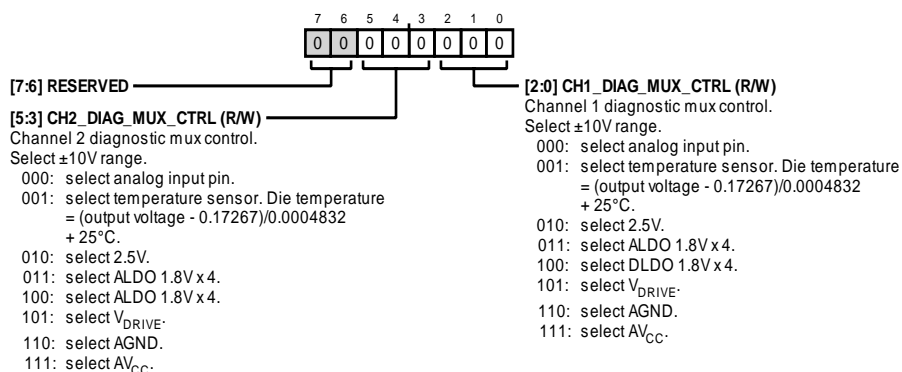 7 6 5 4 3 2 1 0
0 0 0 0 0 0 0 0
[7:6] RESERVED
[5:3] CH2_DIAG_MUX_CTRL (R/W)
Channel 2 diagnostic mux control.
Select ±10V range.
000: select analog input pin.
001: select temperature sensor. Die temperature
= (output voltage - 0.17267)/0.0004832
+ 25°C.
010: select 2.5V.
011: select ALDO 1.8V x 4.
100: select ALDO 1.8V x 4.
101: select VDRIVE.
110: select AGND.
111: select AVCC.
[2:0] CH1_DIAG_MUX_CTRL (R/W)
Channel 1 diagnostic mux control.
Select ±10V range.
000: select analog input pin.
001: select temperature sensor. Die temperature
= (output voltage - 0.17267)/0.0004832
+ 25°C.
010: select 2.5V.
011: select ALDO 1.8V x 4.
100: select DLDO 1.8V x 4.
101: select VDRIVE.
110: select AGND.
111: select AVCC.